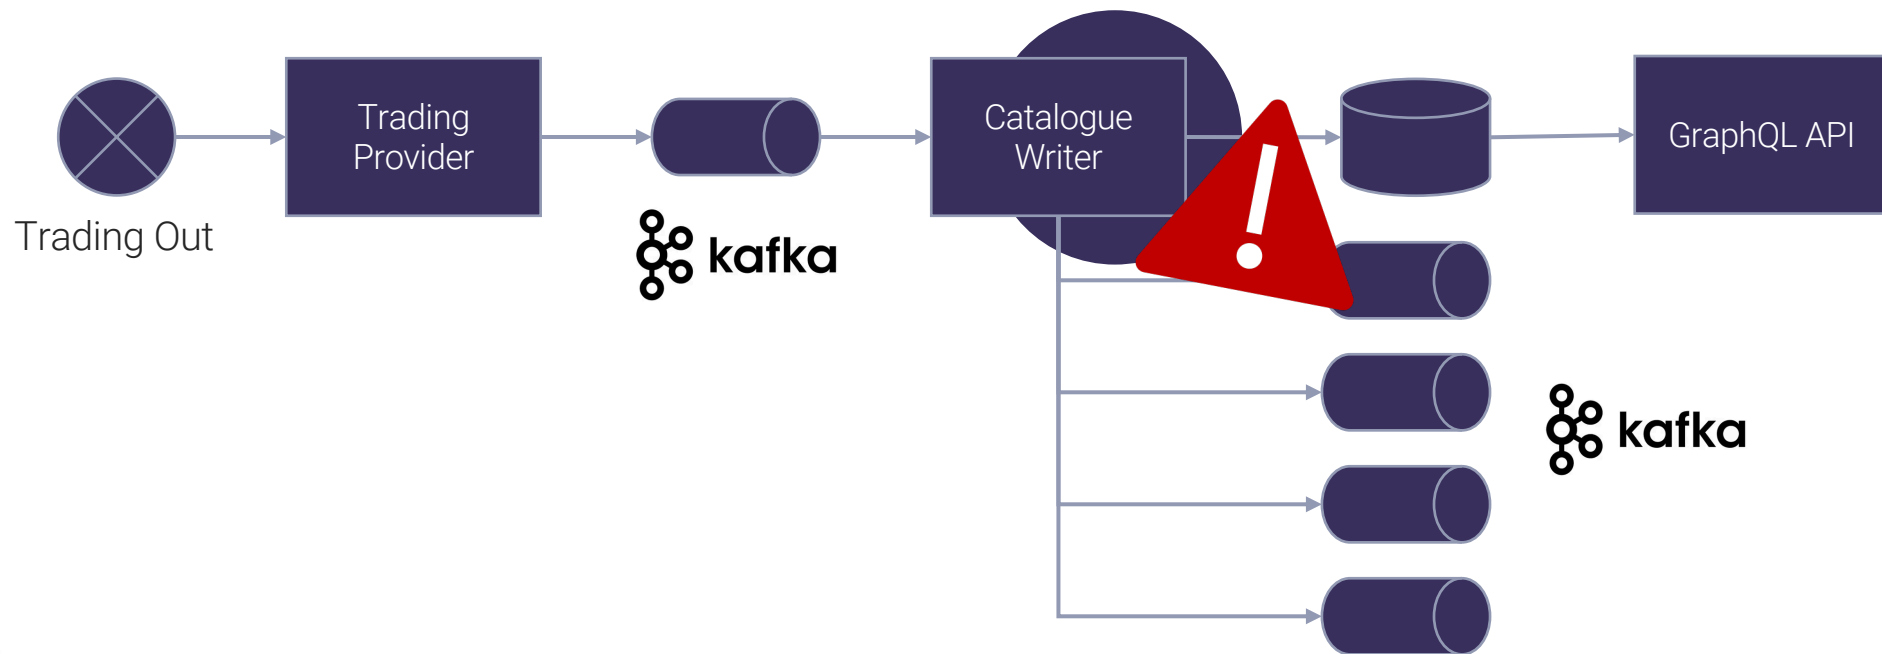 Trading
Provider
Catalogue
Writer
GraphQL API
Trading Out
kafka
kafka